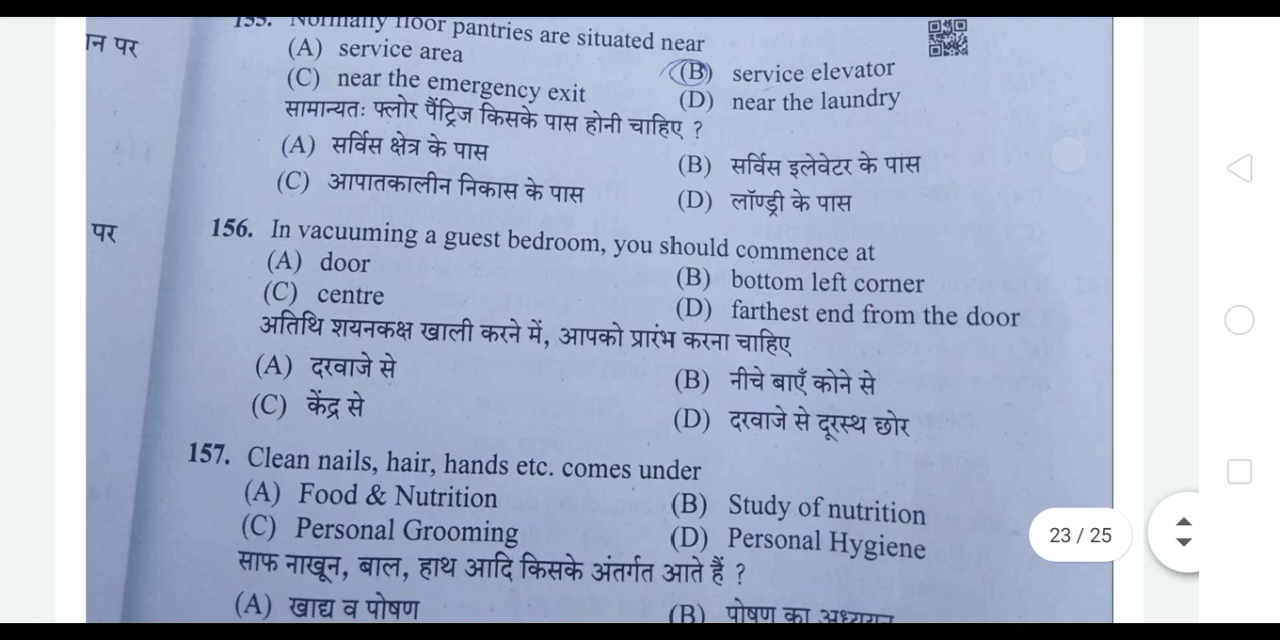 155. Normally floor pantries are situated near
(A) service area
(B) service elevator
(C) near the emergency exit
(D) near the laundry
सामान्यतः फ्लोर पैंट्रिज किसके पास होनी चाहिए ?
(A) सर्विस क्षेत्र के पास
(B) सर्विस इलेवेटर के पास
(C) आपातकालीन निकास के पास
(D) लॉण्ड्री के पास
न पर
पर
156. In vacuuming a guest bedroom, you should commence at
(A) door
(B) bottom left corner
(C) centre
(D) farthest end from the door
अतिथि शयनकक्ष खाली करने में, आपको प्रारंभ करना चाहिए
(A) दरवाजे से
(B) नीचे बाएँ कोने से
(C) केंद्र से
(D) दरवाजे से दूरस्थ छोर
157. Clean nails, hair, hands etc. comes under
(A) Food & Nutrition
(B) Study of nutrition
(C) Personal Grooming
(D) Personal Hygiene
साफ नाखून, बाल, हाथ आदि किसके अंतर्गत आते हैं ?
(A) खाद्य व पोषण
(B) पोषण का अध्ययन
23 / 25